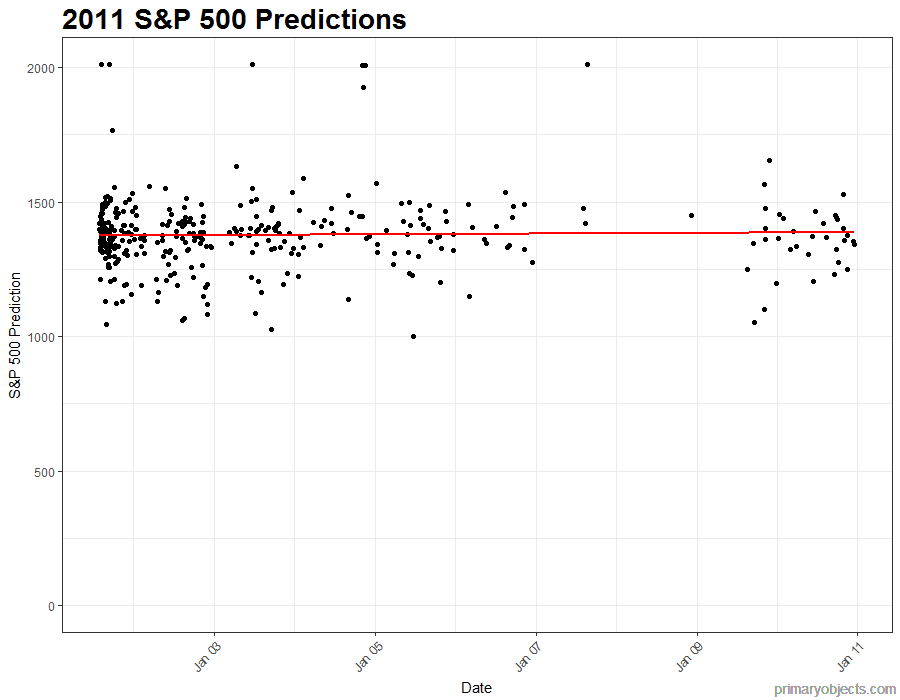 2011 S&P 500 Predictions
S&P 500 Prediction
2000
1500
1000
500
0
Jan 03
Jan 05
Jan 07
Jan 09
Jan 11
Date
primaryobjects.com